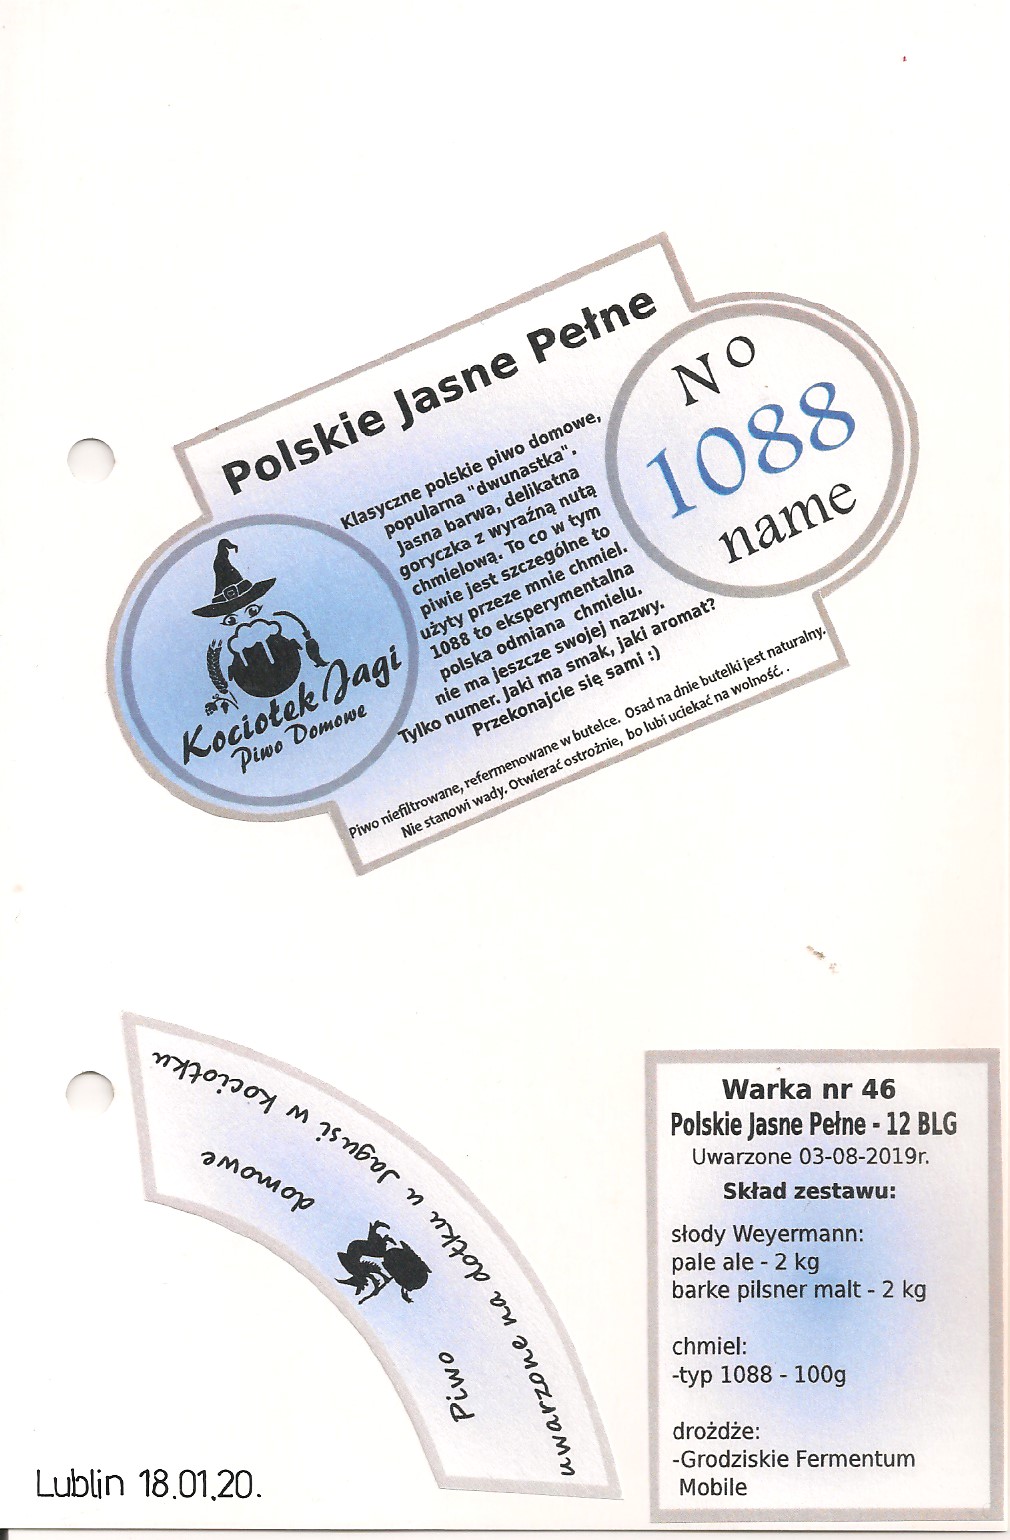 Polskie Jasne Pełne
No
1088
name
Klasyczne polskie piwo domowe,
popularna "dwunastka".
Jasna barwa, delikatna
goryczka z wyraźną nutą
chmielową. To co w tym
piwie jest szczególne to
użyty przeze mnie chmiel.
1088 to eksperymentalna
polska odmiana chmielu.
nie ma jeszcze swojej nazwy.
Tylko numer. Jaki ma smak, jaki aromat?
Przekonajcie się sami :)
Kociołek Jagi
Piwo Domowe
Piwo niefiltrowane, refermenowane w butelce. Osad na dnie butelki jest naturalny.
Nie stanowi wady. Otwierać ostrożnie, bo lubi uciekać na wolność. .
Piwo domowe
uwarzone na dołku u Jagusi w kociołku
Warka nr 46
Polskie Jasne Pełne - 12 BLG
Uwarzone 03-08-2019r.
Skład zestawu:
słody Weyermann:
pale ale - 2 kg
barke pilsner malt - 2 kg
chmiel:
-typ 1088 - 100g
drożdże:
-Grodziskie Fermentum
Mobile
Lublin 18.01.20.